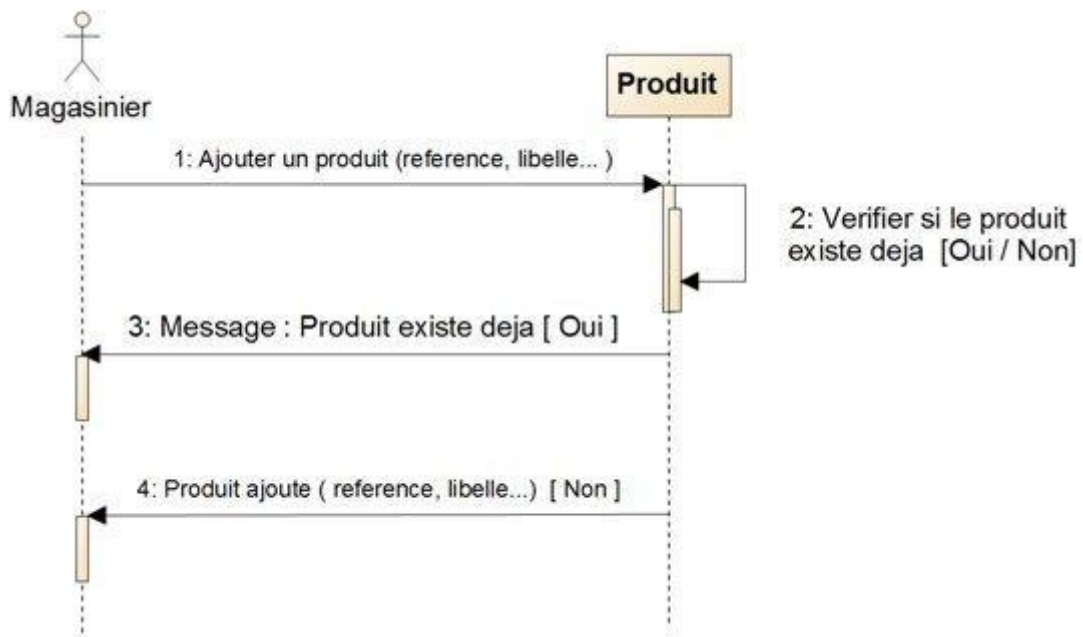 Magasinier
Produit
1: Ajouter un produit (reference, libelle... )
2: Verifier si le produit
existe deja [Oui / Non]
3: Message : Produit existe deja [ Oui ]
4: Produit ajoute ( reference, libelle...) [ Non ]